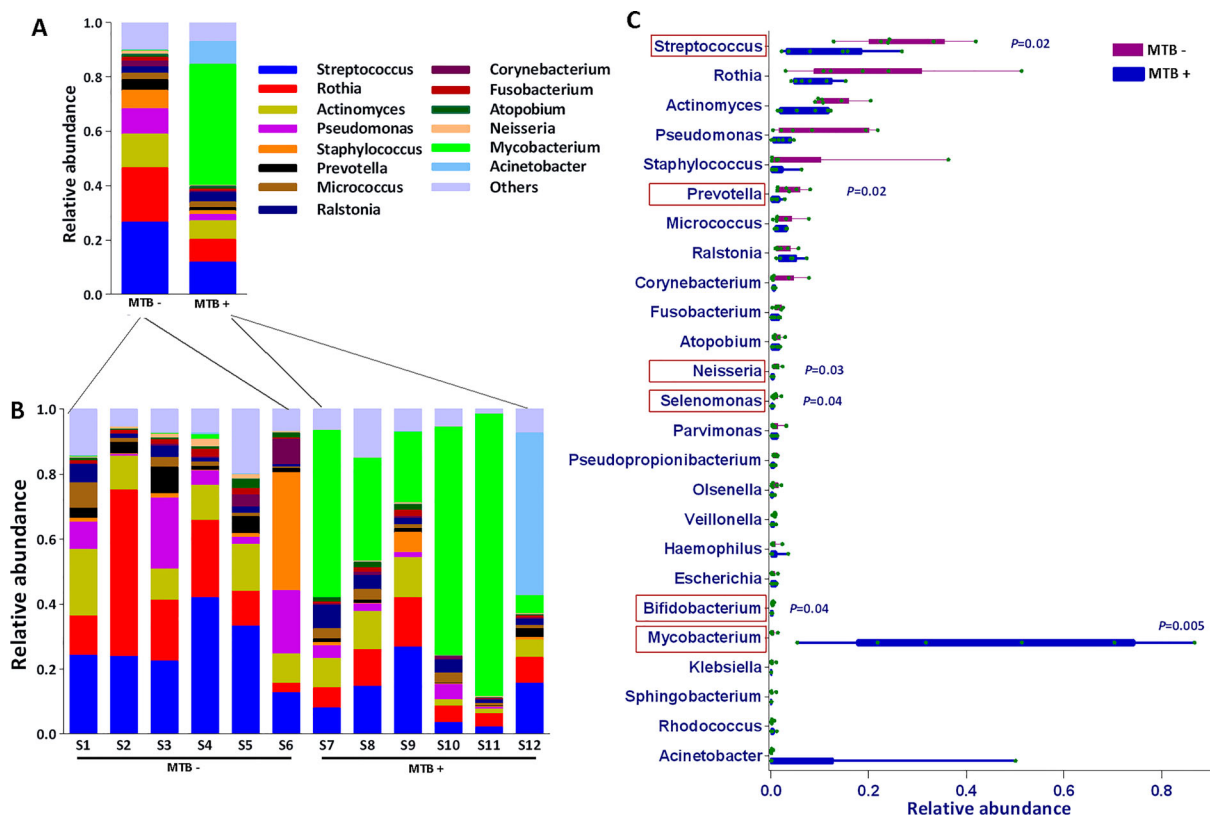 A
1.0
0.8
0.6
0.4
0.2
0.0
Relative abundance
MTB -
MTB +
Streptococcus
Rothia
Actinomyces
Pseudomonas
Staphylococcus
Prevotella
Micrococcus
Ralstonia
Corynebacterium
Fusobacterium
Atopobium
Neisseria
Mycobacterium
Acinetobacter
Others
B
1.0
0.8
0.6
0.4
0.2
0.0
Relative abundance
S1 S2 S3 S4 S5 S6 S7 S8 S9 S10 S11 S12
MTB -
MTB +
C
Streptococcus P=0.02
Rothia
Actinomyces
Pseudomonas
Staphylococcus
Prevotella P=0.02
Micrococcus
Ralstonia
Corynebacterium
Fusobacterium
Atopobium
Neisseria P=0.03
Selenomonas P=0.04
Parvimonas
Pseudopropionibacterium
Olsenella
Veillonella
Haemophilus
Escherichia
Bifidobacterium P=0.04
Mycobacterium P=0.005
Klebsiella
Sphingobacterium
Rhodococcus
Acinetobacter
0.0 0.2 0.4 0.6 0.8
Relative abundance
MTB -
MTB +